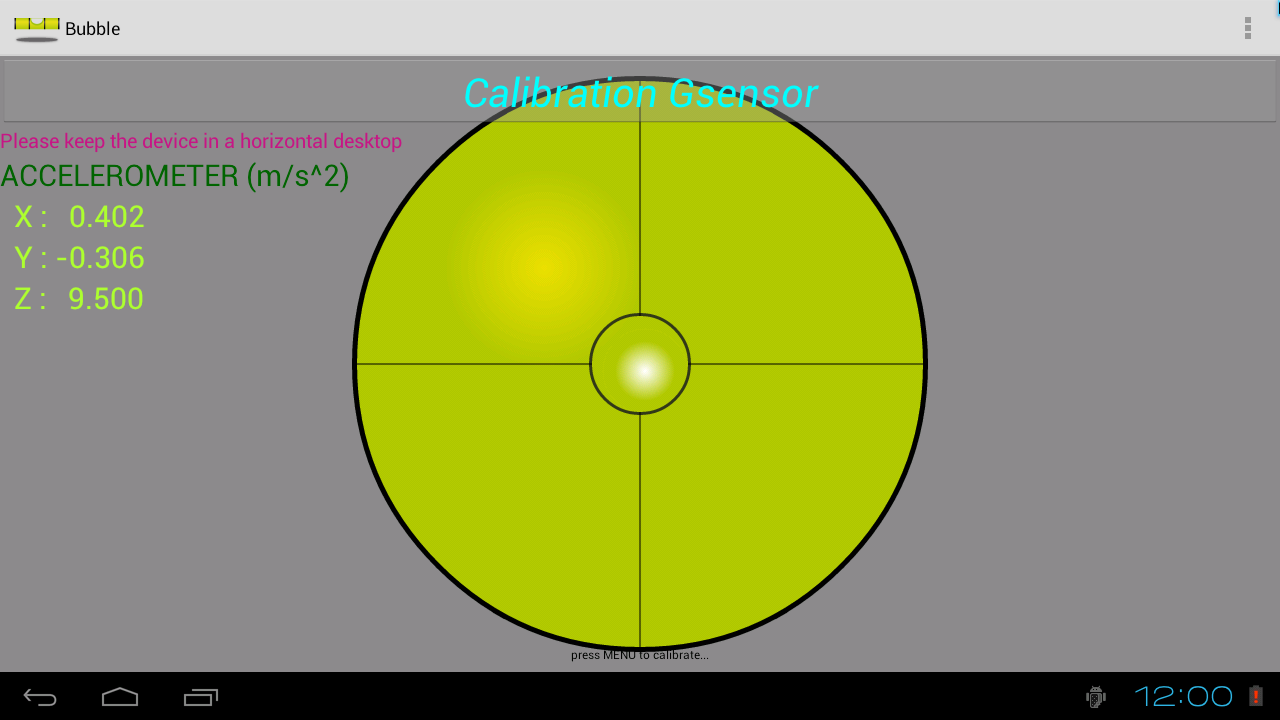 Bubble
Calibration Gsensor
Please keep the device in a horizontal desktop
ACCELEROMETER (m/s^2)
X : 0.402
Y : -0.306
Z : 9.500
press MENU to calibrate...
12:00